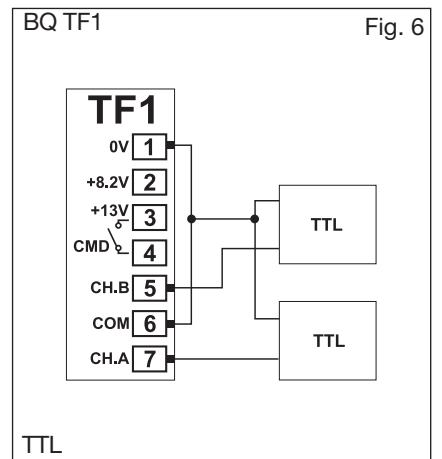 BQ TF1
Fig. 6
TF1
0V 1
+8.2V 2
+13V 3
CMD 4
CH.B 5
COM 6
CH.A 7
TTL
TTL
TTL